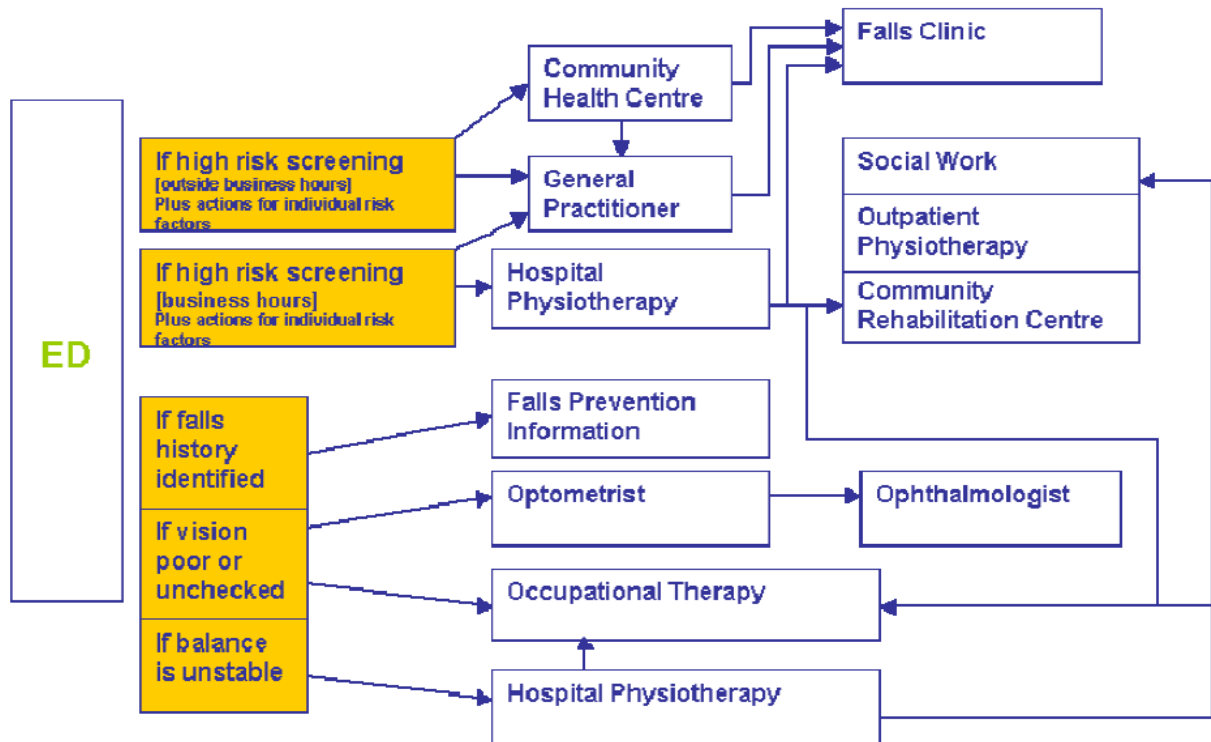 ED
If high risk screening
[outside business hours]
Plus actions for individual risk
factors
If high risk screening
[business hours]
Plus actions for individual risk
factors
If falls
history
identified
If vision
poor or
unchecked
If balance
is unstable
Community
Health Centre
General
Practitioner
Hospital
Physiotherapy
Falls Prevention
Information
Optometrist
Occupational Therapy
Hospital Physiotherapy
Falls Clinic
Social Work
Outpatient
Physiotherapy
Community
Rehabilitation Centre
Ophthalmologist